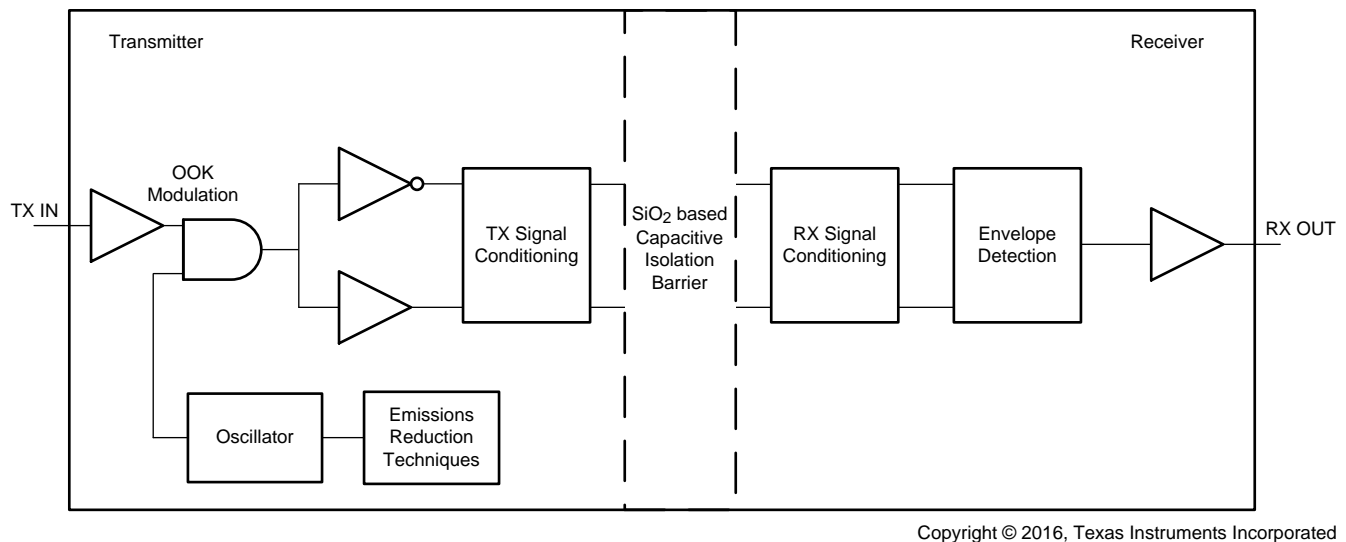 Transmitter
Receiver
OOK
Modulation
TX IN
TX Signal
Conditioning
SiO2 based
Capacitive
Isolation
Barrier
RX Signal
Conditioning
Envelope
Detection
RX OUT
Oscillator
Emissions
Reduction
Techniques
Copyright © 2016, Texas Instruments Incorporated